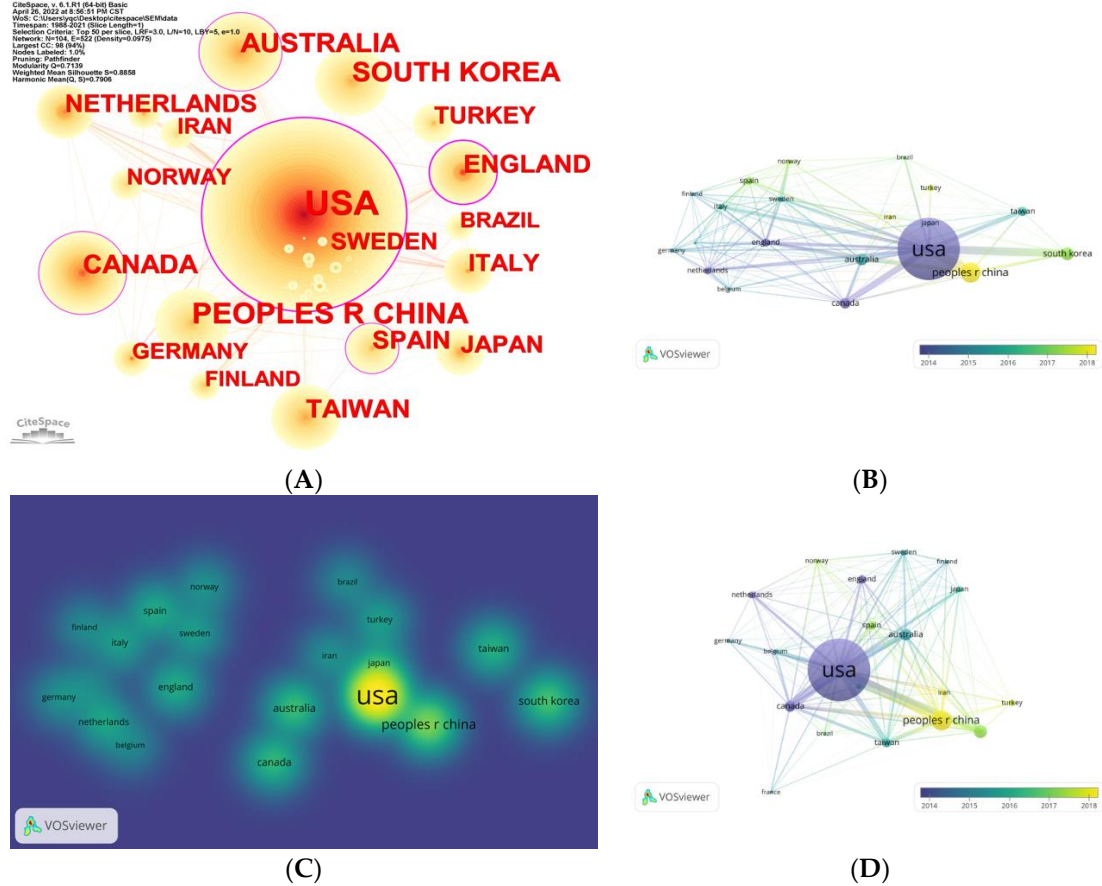 CiteSpace, v. 6.1.R1 (64-bit) Basic
April 26, 2022 at 8:56:51 PM CST
WoS: C:\Users\yqc\Desktop\citespace\SEM\data
Timespan: 1988-2021 (Slice Length=1)
Selection Criteria: Top 50 per slice, LRF=3.0, L/N=10, LBY=5, e=1.0
Network: N=104, E=522 (Density=0.0975)
Largest CC: 98 (94%)
Nodes Labeled: 1.0%
Pruning: Pathfinder
Modularity Q=0.7139
Weighted Mean Silhouette S=0.8858
Harmonic Mean(Q, S)=0.7906
AUSTRALIA
SOUTH KOREA
NETHERLANDS
IRAN
TURKEY
NORWAY
ENGLAND
USA
BRAZIL
SWEDEN
CANADA
ITALY
PEOPLES R CHINA
SPAIN
JAPAN
GERMANY
FINLAND
TAIWAN
CiteSpace
(A)
norway
brazil
spain
turkey
finland
sweden
italy
iran
taiwan
japan
england
usa
germany
australia
south korea
netherlands
peoples r china
belgium
canada
VOSviewer
2014 2015 2016 2017 2018
(B)
norway
brazil
spain
turkey
finland
sweden
italy
iran
japan
taiwan
england
usa
germany
south korea
australia
netherlands
peoples r china
belgium
canada
VOSviewer
(C)
sweden
norway
finland
england
japan
netherlands
spain
germany
australia
belgium
usa
iran
turkey
canada
peoples r china
brazil
taiwan
france
VOSviewer
2014 2015 2016 2017 2018
(D)